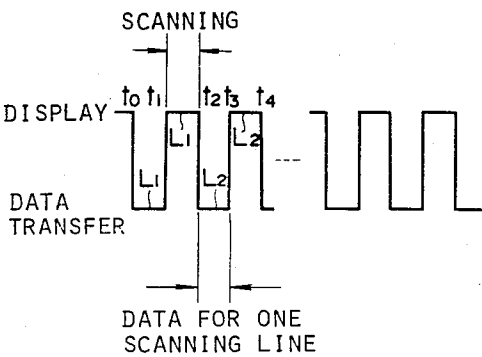 SCANNING
t0 t1 t2 t3 t4
DISPLAY
L1 L2
L1 L2
DATA
TRANSFER
DATA FOR ONE
SCANNING LINE